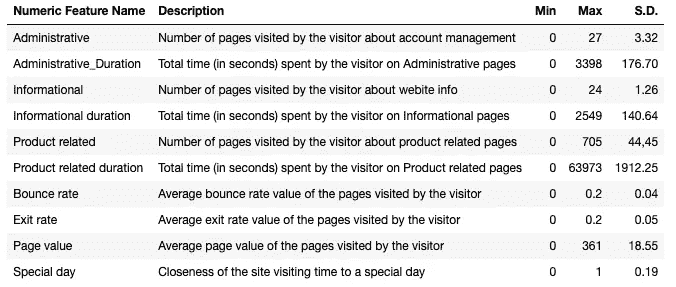 Numeric Feature Name Description Min Max S.D.
Administrative Number of pages visited by the visitor about account management 0 27 3.32
Administrative_Duration Total time (in seconds) spent by the visitor on Administrative pages 0 3398 176.70
Informational Number of pages visited by the visitor about webite info 0 24 1.26
Informational duration Total time (in seconds) spent by the visitor on Informational pages 0 2549 140.64
Product related Number of pages visited by the visitor about product related pages 0 705 44,45
Product related duration Total time (in seconds) spent by the visitor on Product related pages 0 63973 1912.25
Bounce rate Average bounce rate value of the pages visited by the visitor 0 0.2 0.04
Exit rate Average exit rate value of the pages visited by the visitor 0 0.2 0.05
Page value Average page value of the pages visited by the visitor 0 361 18.55
Special day Closeness of the site visiting time to a special day 0 1 0.19